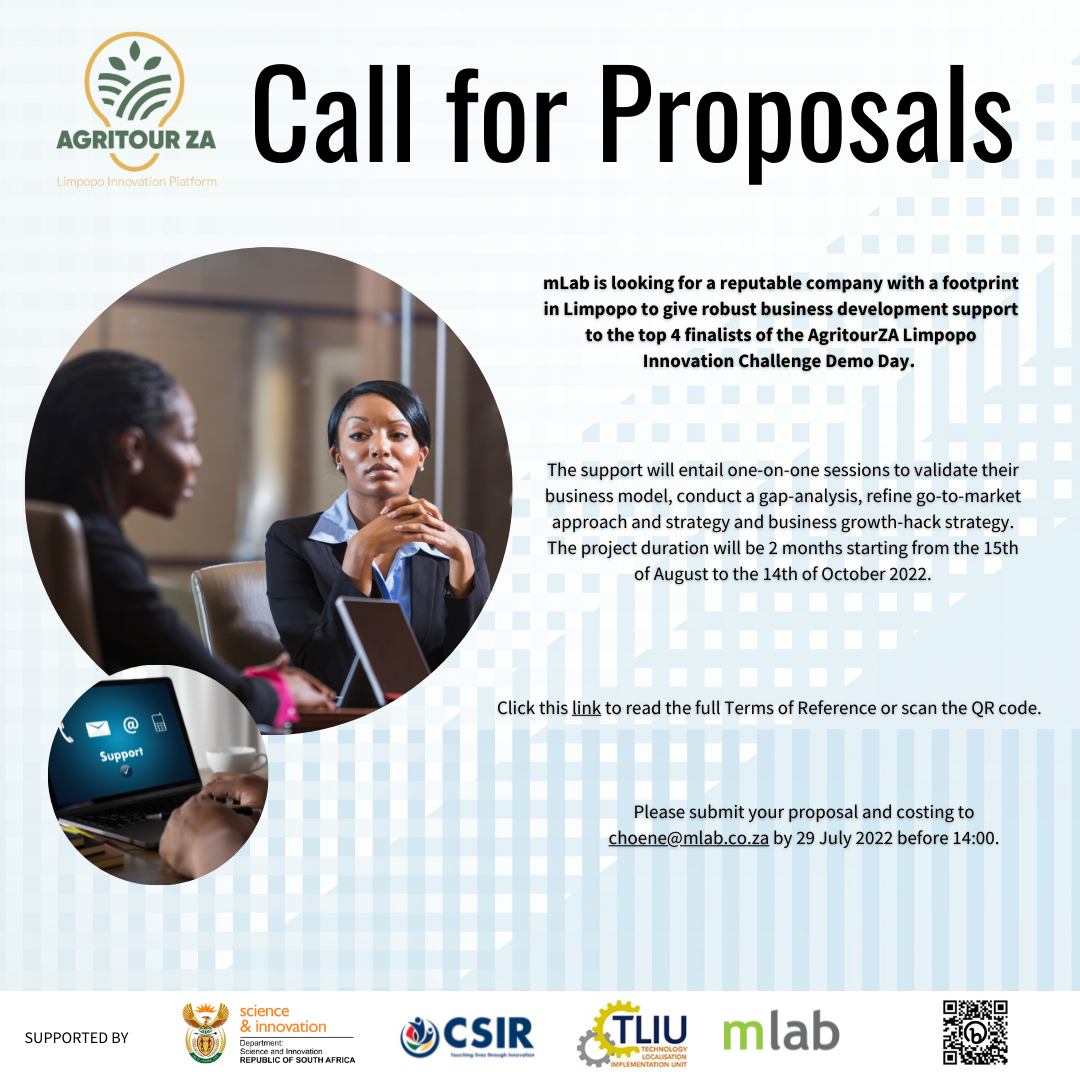 AGRITOUR ZA
Limpopo Innovation Platform
Call for Proposals
mLab is looking for a reputable company with a footprint
in Limpopo to give robust business development support
to the top 4 finalists of the AgritourZA Limpopo
Innovation Challenge Demo Day.
The support will entail one-on-one sessions to validate their
business model, conduct a gap-analysis, refine go-to-market
approach and strategy and business growth-hack strategy.
The project duration will be 2 months starting from the 15th
of August to the 14th of October 2022.
Support
@
Click this link to read the full Terms of Reference or scan the QR code.
Please submit your proposal and costing to
choene@mlab.co.za by 29 July 2022 before 14:00.
SUPPORTED BY
science
& innovation
Department:
Science and Innovation
REPUBLIC OF SOUTH AFRICA
CSIR
Touching lives through innovation
TLIU
TECHNOLOGY
LOCALISATION
IMPLEMENTATION UNIT
mlab